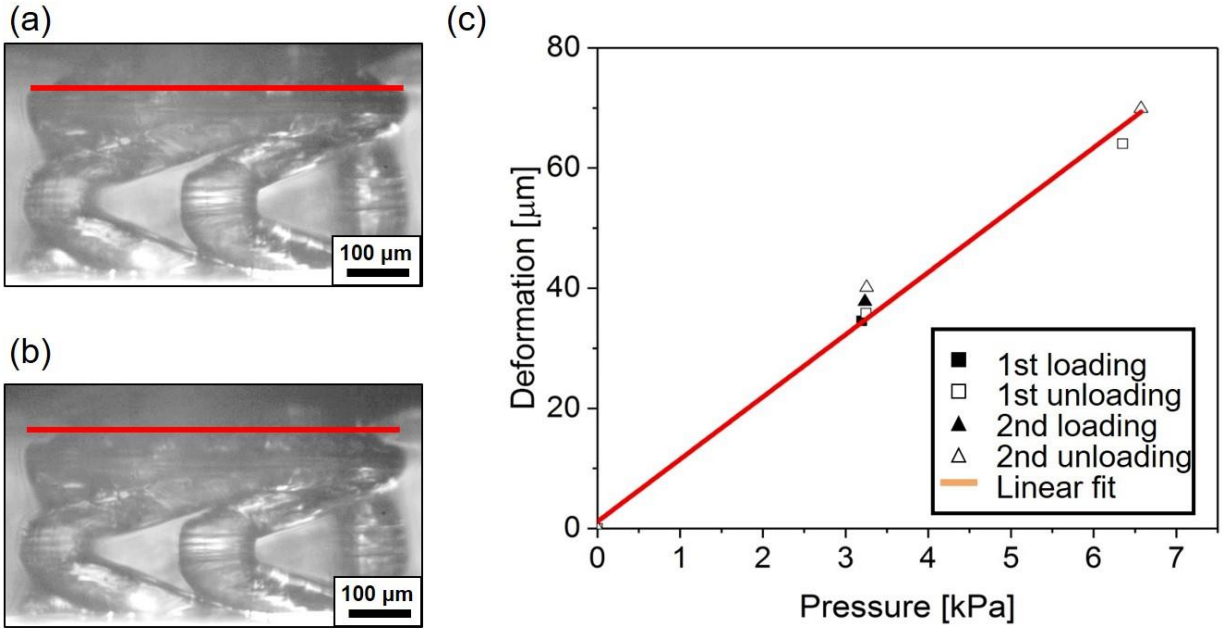 (a)
100 µm
(b)
100 µm
(c)
80
60
40
20
0
Deformation [µm]
0 1 2 3 4 5 6 7
Pressure [kPa]
1st loading
1st unloading
2nd loading
2nd unloading
Linear fit